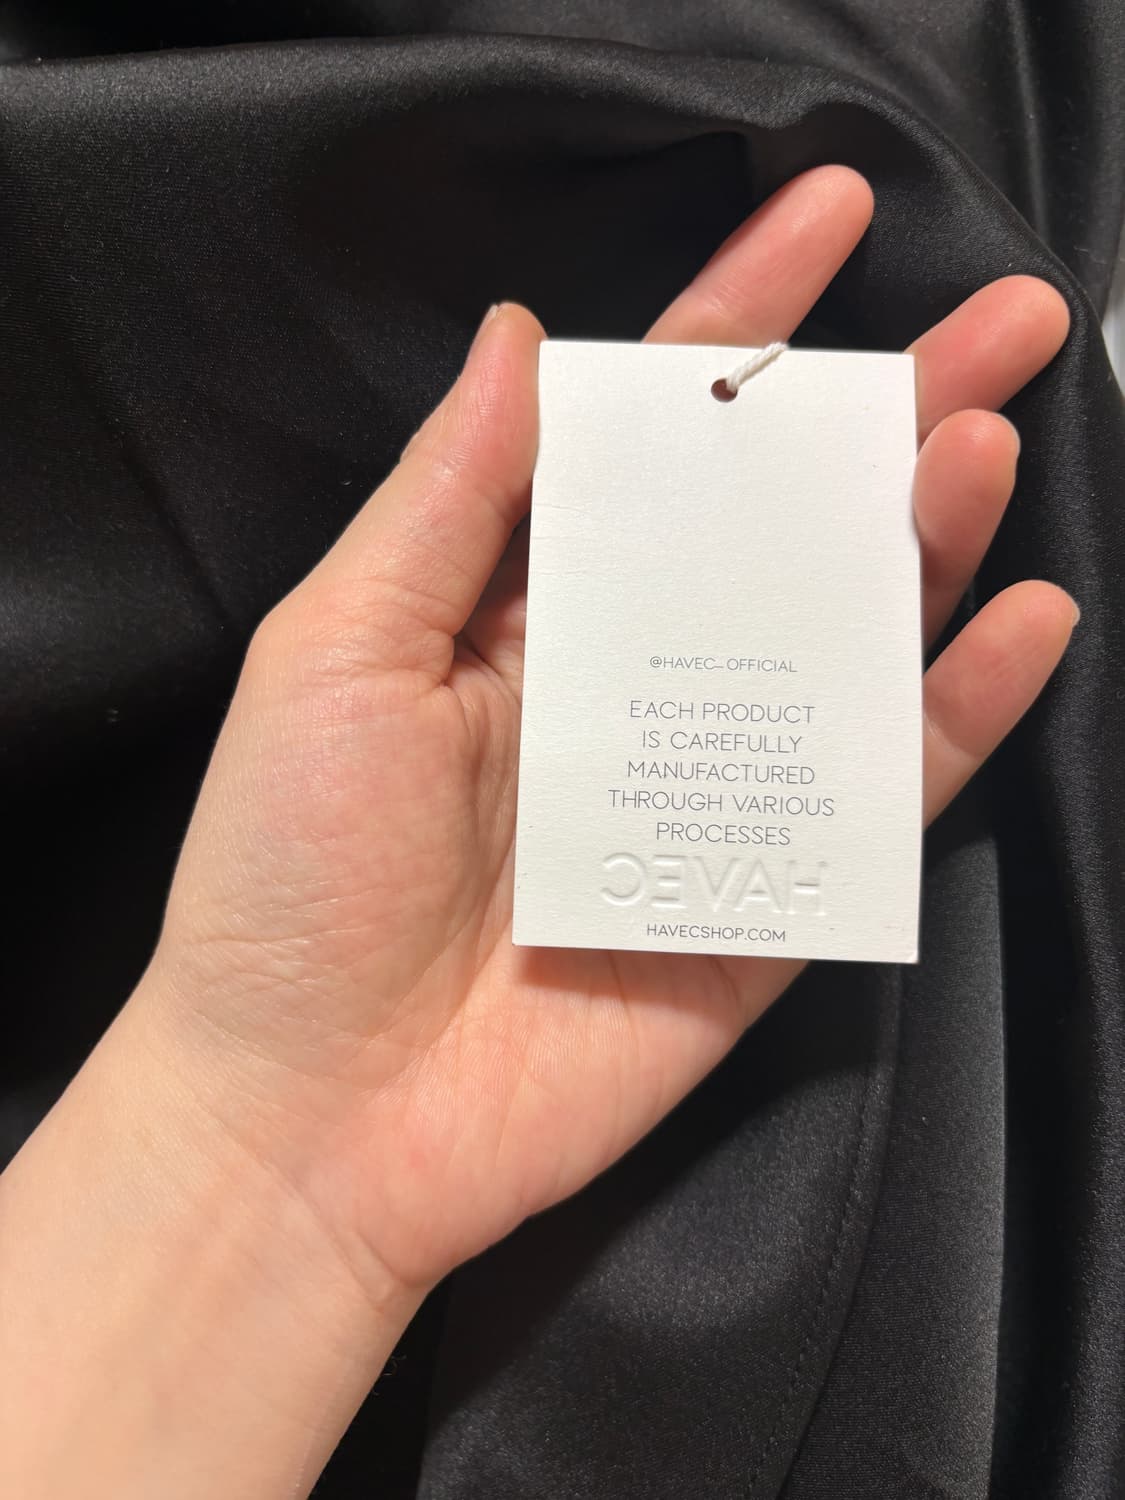 @HAVEC_OFFICIAL
EACH PRODUCT
IS CAREFULLY
MANUFACTURED
THROUGH VARIOUS
PROCESSES
HAVEC
HAVECSHOP.COM